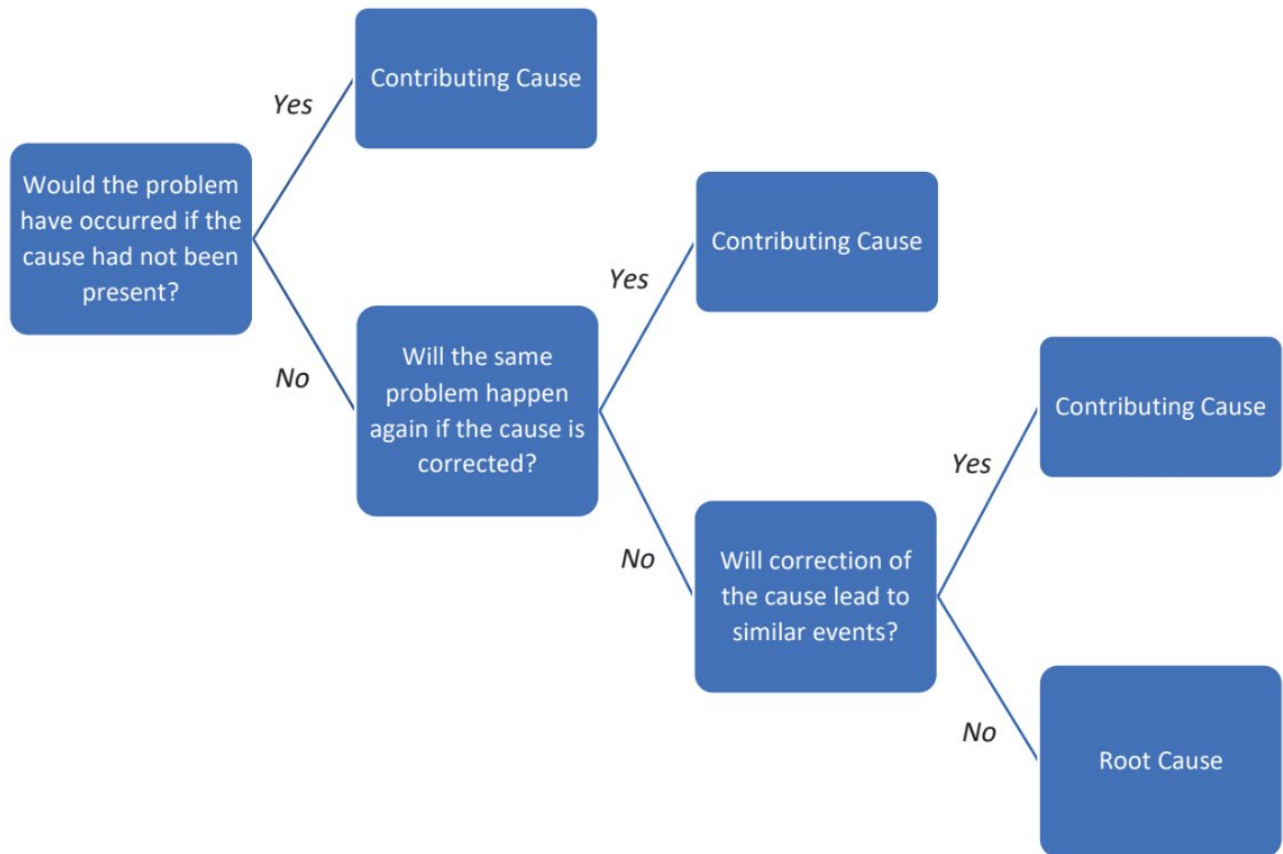 Contributing Cause
Yes
Would the problem
have occurred if the
cause had not been
present?
No
Contributing Cause
Yes
Will the same
problem happen
again if the cause is
corrected?
No
Contributing Cause
Yes
Will correction of
the cause lead to
similar events?
No
Root Cause